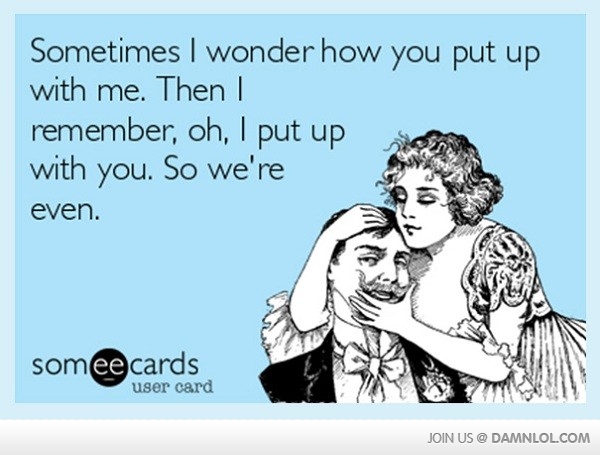 Sometimes I wonder how you put up
with me. Then I
remember, oh, I put up
with you. So we're
even.
someecards
user card
JOIN US @ DAMNLOL.COM